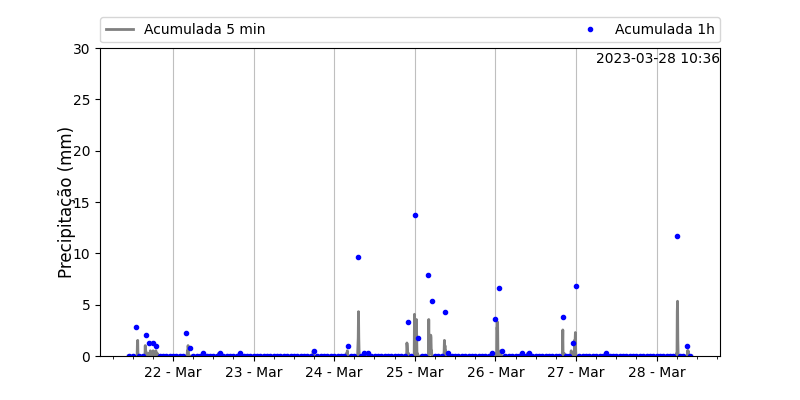 Acumulada 5 min
Acumulada 1h
2023-03-28 10:36
Precipitação (mm)
30
25
20
15
10
5
0
22 - Mar
23 - Mar
24 - Mar
25 - Mar
26 - Mar
27 - Mar
28 - Mar